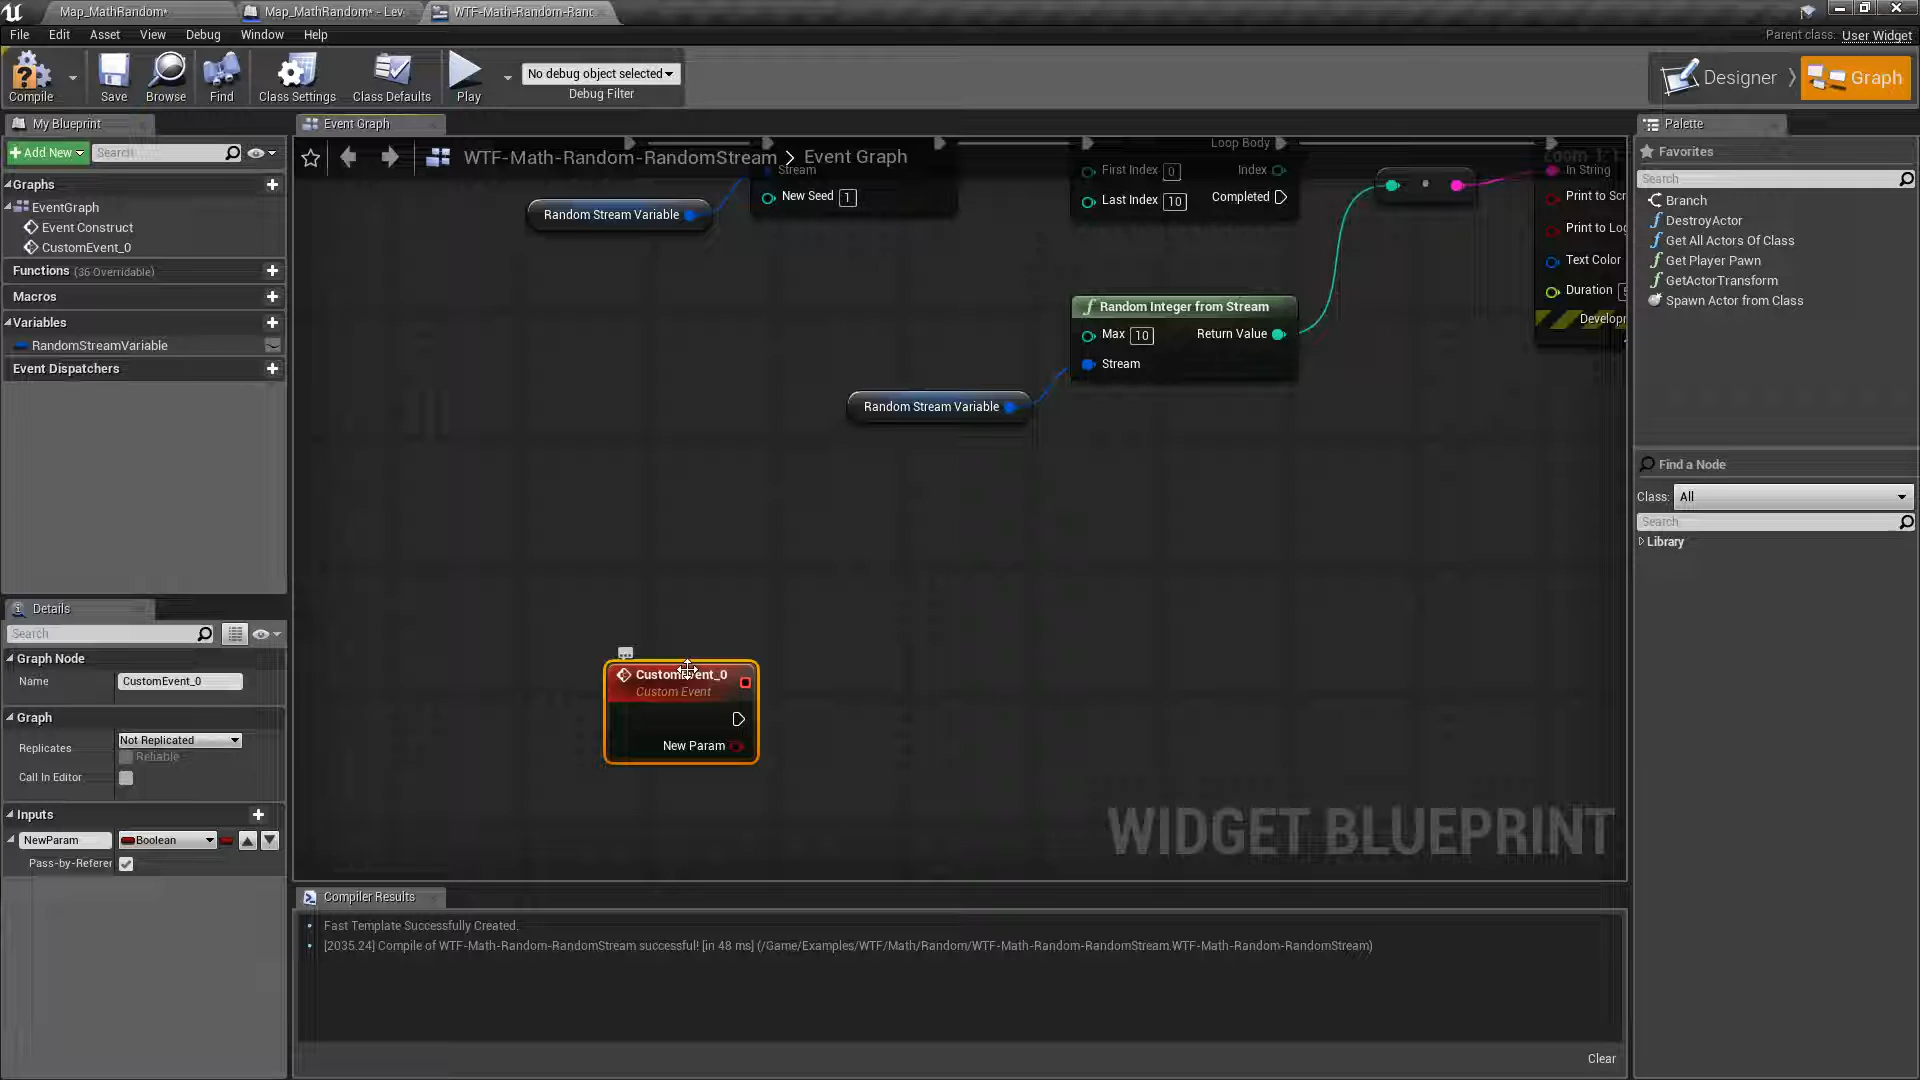 Map_MathRandom*
Map_MathRandom* - Lev
WTF-Math-Random-Ranc
File Edit Asset View Debug Window Help
Parent class: User Widget
Compile
Save
Browse
Find
Class Settings
Class Defaults
Play
No debug object selected
Debug Filter
Designer
Graph
My Blueprint
+Add New
Search
Graphs
EventGraph
Event Construct
CustomEvent_0
Functions (36 Overridable)
Macros
Variables
RandomStreamVariable
Event Dispatchers
Details
Search
Graph Node
Name CustomEvent_0
Graph
Replicates Not Replicated
Reliable
Call In Editor
Inputs
NewParam Boolean
Pass-by-Referer
Event Graph
WTF-Math-Random-RandomStream > Event Graph
Zoom 1:1
Stream
New Seed 1
Random Stream Variable
Loop Body
First Index 0 Index
Last Index 10 Completed
In String
Print to Scr
Print to Log
Text Color
Duration
Developr
Random Integer from Stream
Max 10 Return Value
Stream
Random Stream Variable
CustomEvent_0
Custom Event
New Param
WIDGET BLUEPRINT
Compiler Results
Fast Template Successfully Created.
[2035.24] Compile of WTF-Math-Random-RandomStream successful! [in 48 ms] (/Game/Examples/WTF/Math/Random/WTF-Math-Random-RandomStream.WTF-Math-Random-RandomStream)
Clear
Palette
Favorites
Search
Branch
DestroyActor
Get All Actors Of Class
Get Player Pawn
GetActorTransform
Spawn Actor from Class
Find a Node
Class: All
Search
Library